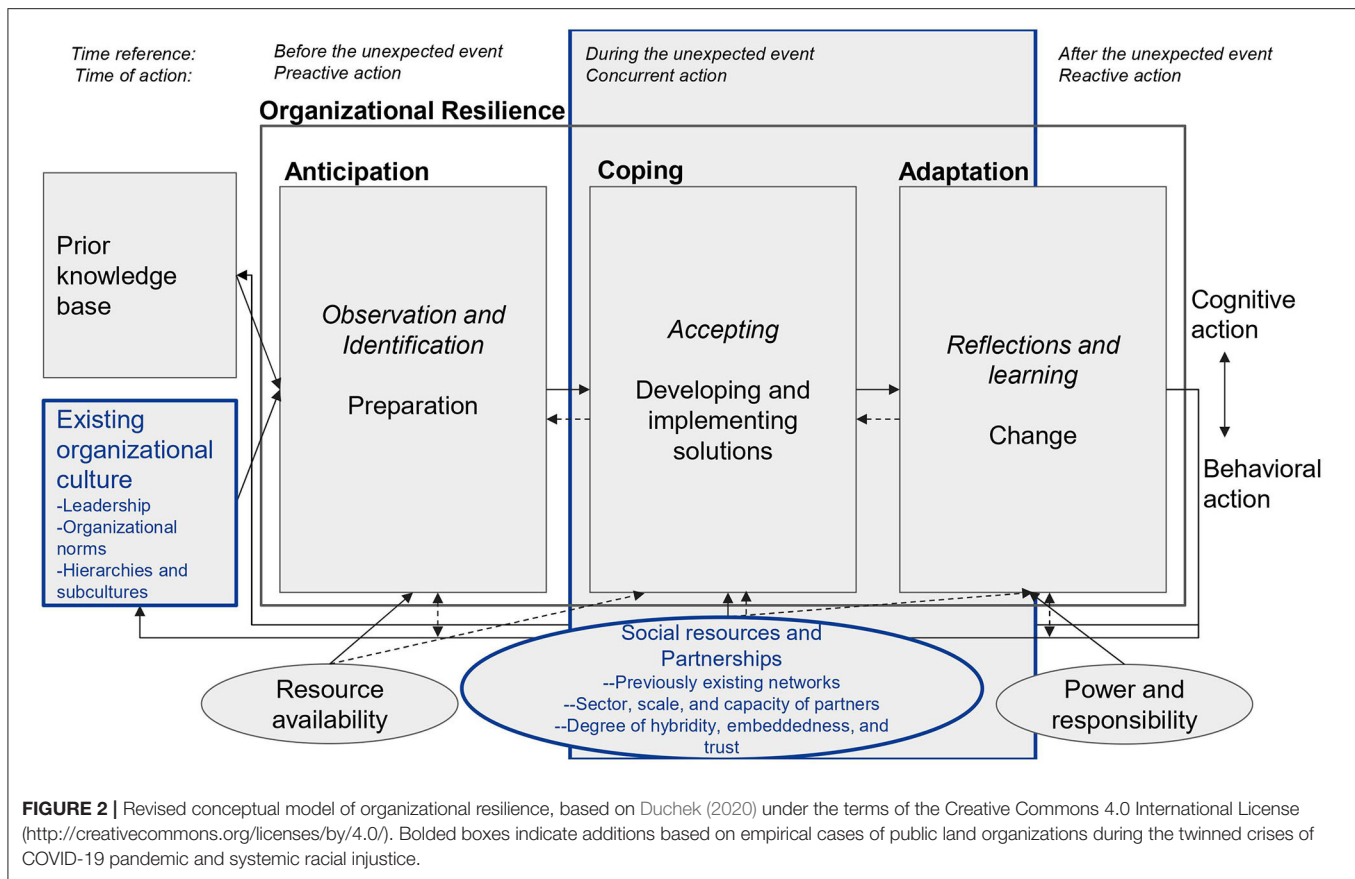 Time reference:
Time of action:
Before the unexpected event
Preactive action
During the unexpected event
Concurrent action
After the unexpected event
Reactive action
Organizational Resilience
Anticipation
Coping
Adaptation
Prior
knowledge
base
Existing
organizational
culture
-Leadership
-Organizational
norms
-Hierarchies and
subcultures
Observation and
Identification
Preparation
Accepting
Developing and
implementing
solutions
Reflections and
learning
Change
Cognitive
action
Behavioral
action
Resource
availability
Social resources and
Partnerships
--Previously existing networks
--Sector, scale, and capacity of partners
--Degree of hybridity, embeddedness, and
trust
Power and
responsibility
FIGURE 2 | Revised conceptual model of organizational resilience, based on Duchek (2020) under the terms of the Creative Commons 4.0 International License
(http://creativecommons.org/licenses/by/4.0/). Bolded boxes indicate additions based on empirical cases of public land organizations during the twinned crises of
COVID-19 pandemic and systemic racial injustice.